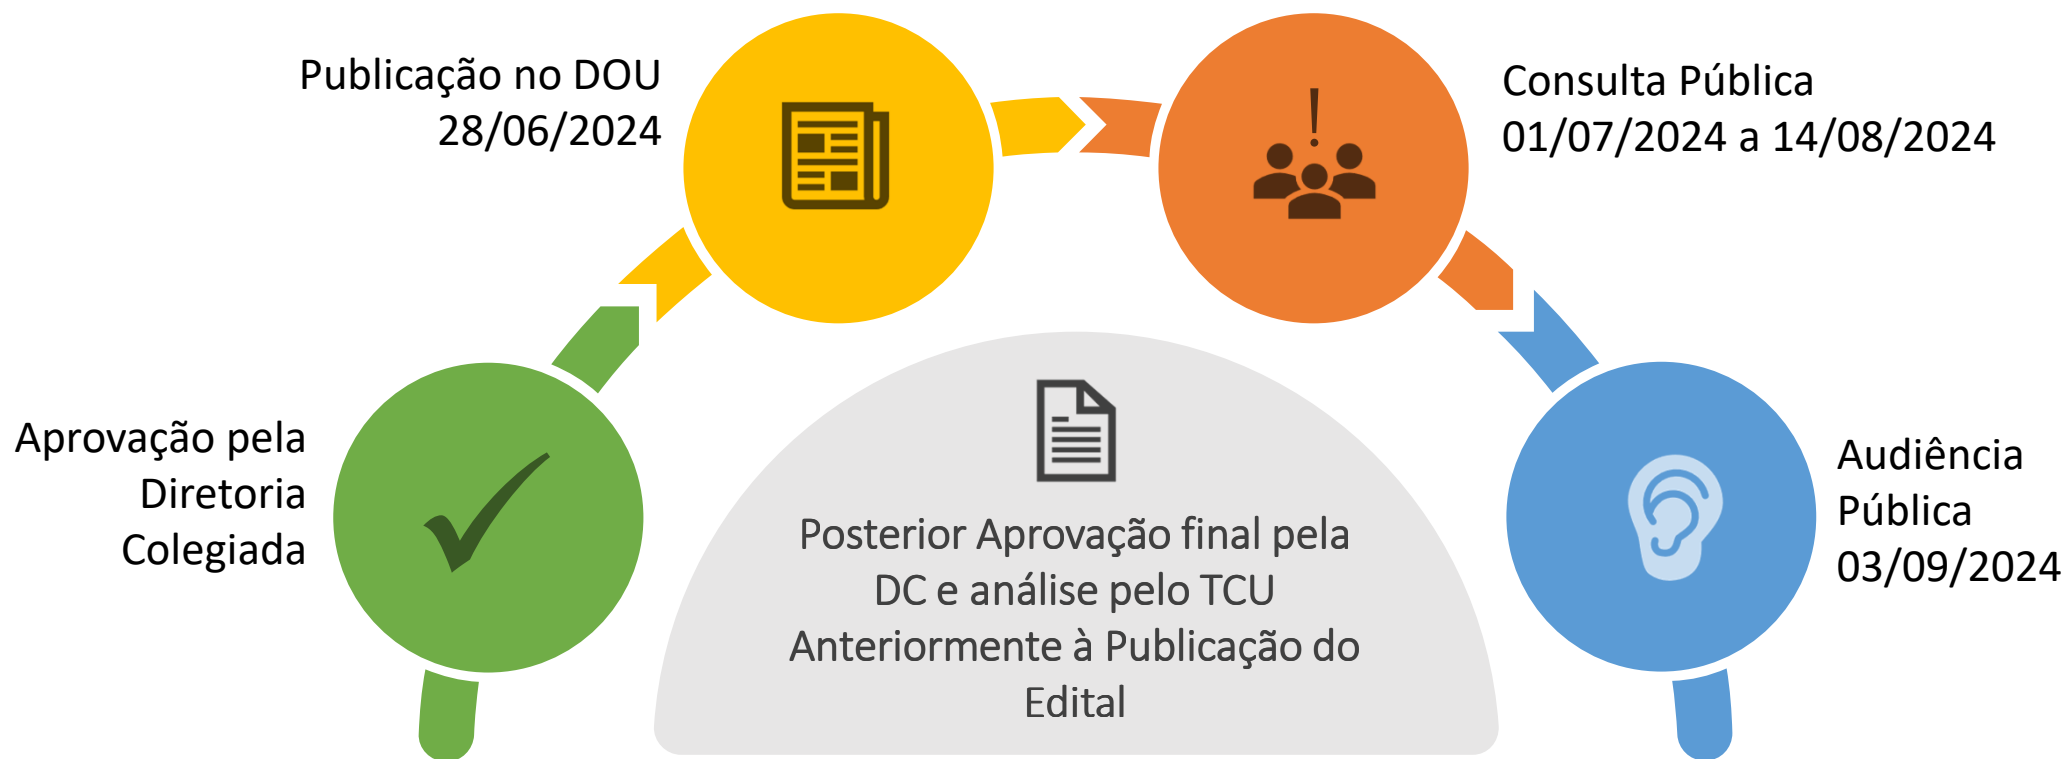 Publicação no DOU
28/06/2024
Consulta Pública
01/07/2024 a 14/08/2024
Aprovação pela
Diretoria
Colegiada
Posterior Aprovação final pela
DC e análise pelo TCU
Anteriormente à Publicação do
Edital
Audiência
Pública
03/09/2024